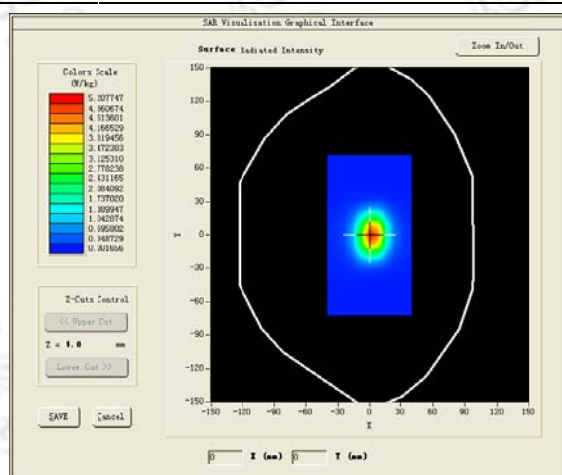 SAR Visualisation Graphical Interface
Surface Radiated Intensity
Zoom In/Out
Colors Scale
(W/kg)
5.207747
4.860674
4.513601
4.166529
3.819456
3.472383
3.125310
2.778238
2.431165
2.084092
1.737020
1.389947
1.042874
0.695802
0.348729
0.001656
150
120
90
60
30
0
-30
-60
-90
-120
-150
Y
-150 -120 -90 -60 -30 0 30 60 90 120 150
X
Z-Cuts Control
<< Upper Cut
Z = 4.0 mm
Lower Cut >>
SAVE Cancel
0 X (mm) 0 Y (mm)